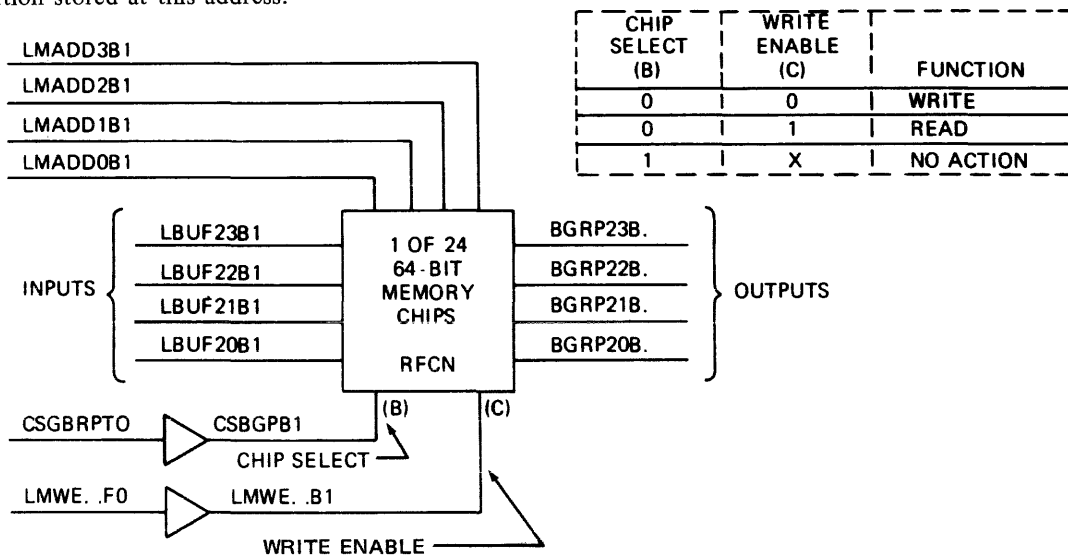 rtion stored at this address.
LMADD3B1
LMADD2B1
LMADD1B1
LMADD0B1
CHIP SELECT (B)
WRITE ENABLE (C)
FUNCTION
0 0 WRITE
0 1 READ
1 X NO ACTION
INPUTS
LBUF23B1
LBUF22B1
LBUF21B1
LBUF20B1
1 OF 24
64-BIT
MEMORY
CHIPS
RFCN
BGRP23B.
BGRP22B.
BGRP21B.
BGRP20B.
OUTPUTS
(B)
(C)
CSGBRPTO
CSBGPB1
CHIP SELECT
LMWE. .F0
LMWE. .B1
WRITE ENABLE